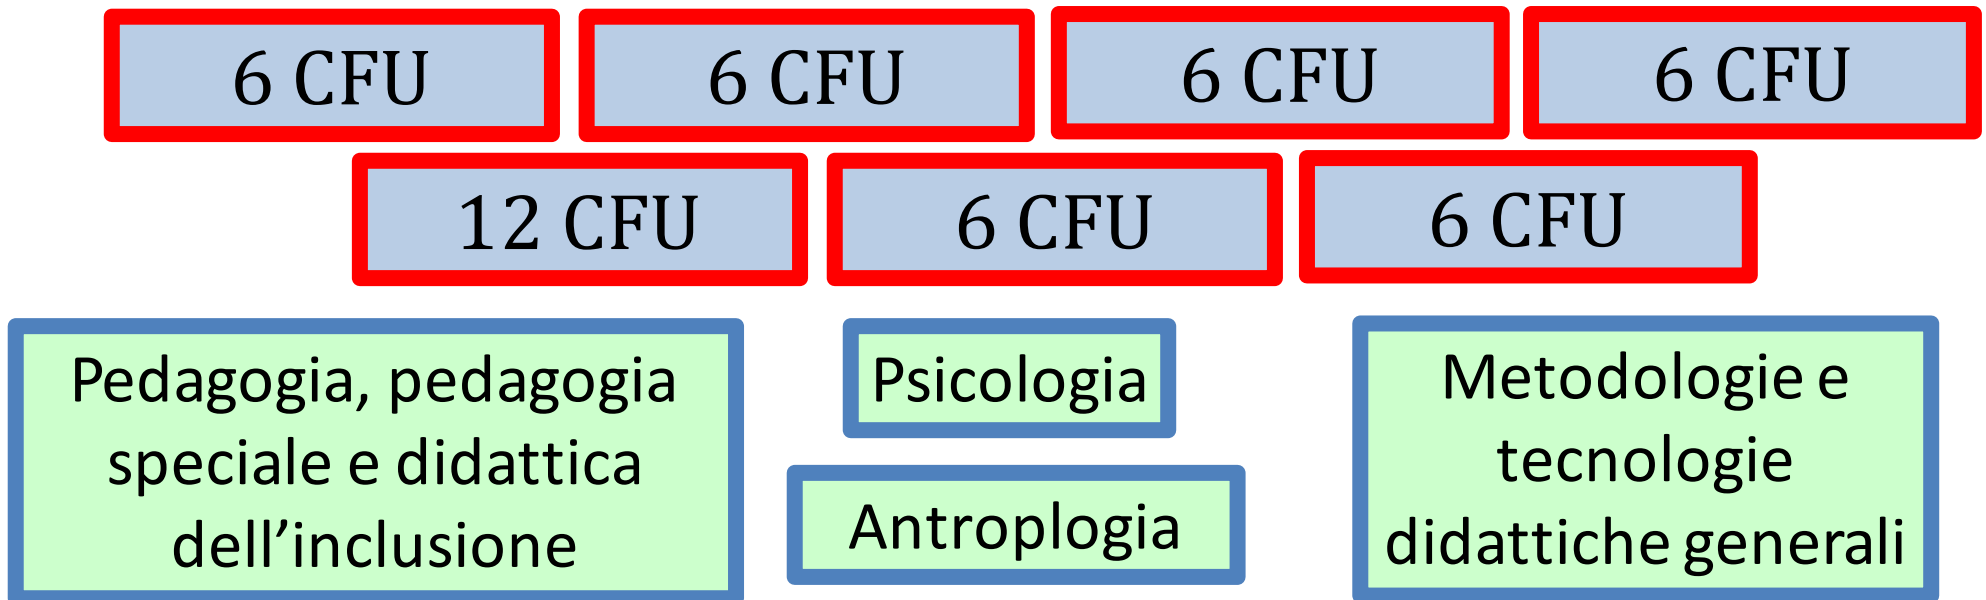 6 CFU
6 CFU
6 CFU
6 CFU
12 CFU
6 CFU
6 CFU
Pedagogia, pedagogia
speciale e didattica
dell’inclusione
Psicologia
Antroplogia
Metodologie e
tecnologie
didattiche generali